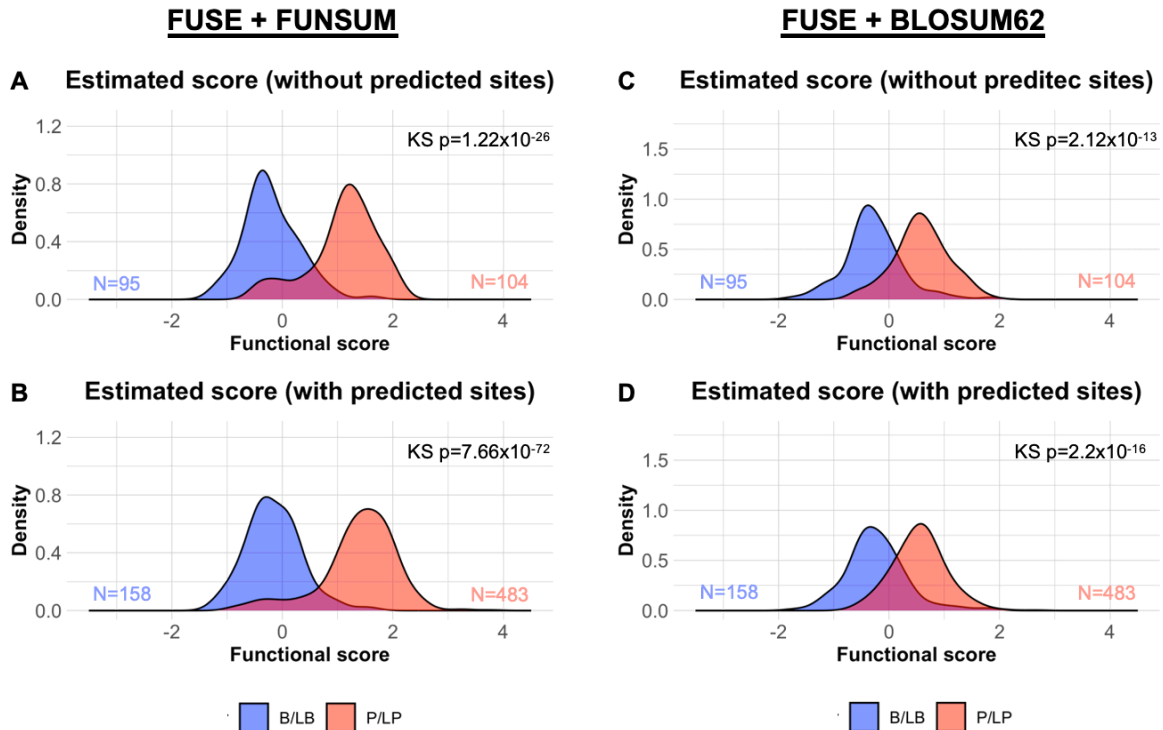 FUSE + FUNSUM
A Estimated score (without predicted sites)
1.2
0.8
0.4
0.0
Density
KS p=1.22x10-26
N=95
N=104
-2 0 2 4
Functional score
B Estimated score (with predicted sites)
1.2
0.8
0.4
0.0
Density
KS p=7.66x10-72
N=158
N=483
-2 0 2 4
Functional score
B/LB P/LP
FUSE + BLOSUM62
C Estimated score (without preditec sites)
1.5
1.0
0.5
0.0
Density
KS p=2.12x10-13
N=95
N=104
-2 0 2 4
Functional score
D Estimated score (with predicted sites)
1.5
1.0
0.5
0.0
Density
KS p=2.2x10-16
N=158
N=483
-2 0 2 4
Functional score
B/LB P/LP